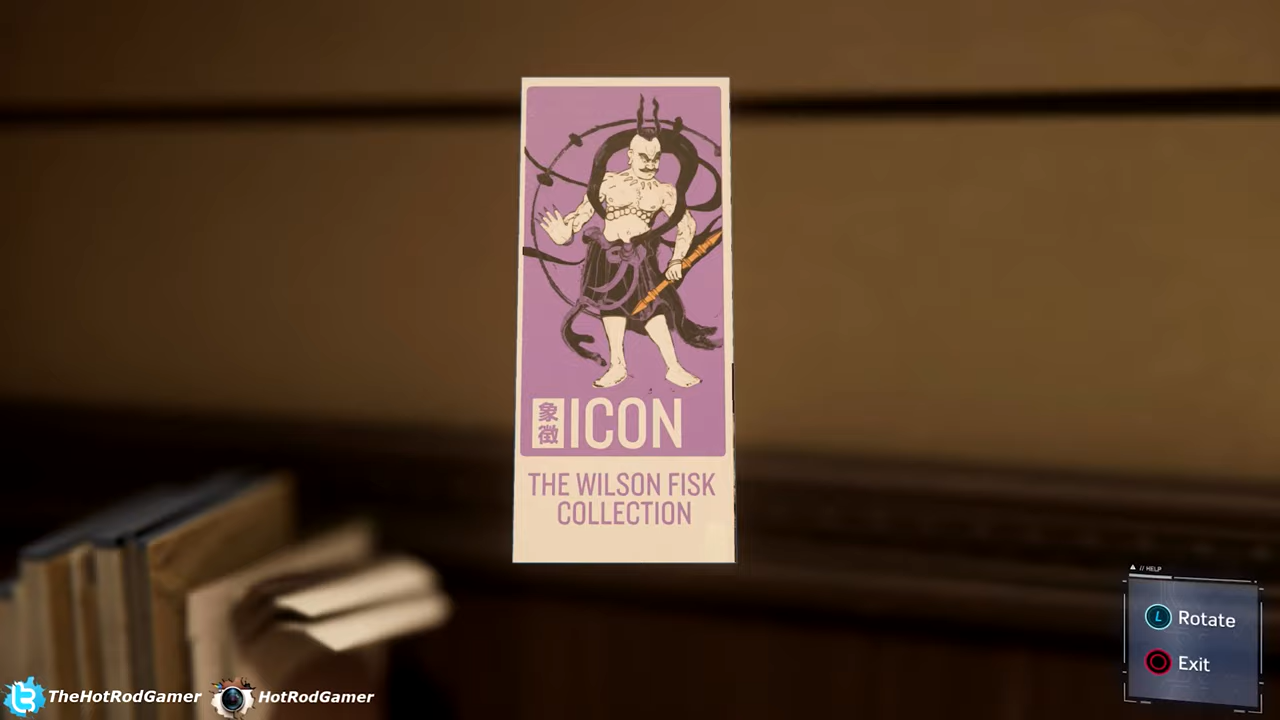 象
徵
ICON
THE WILSON FISK
COLLECTION
// HELP
L Rotate
Exit
TheHotRodGamer
HotRodGamer